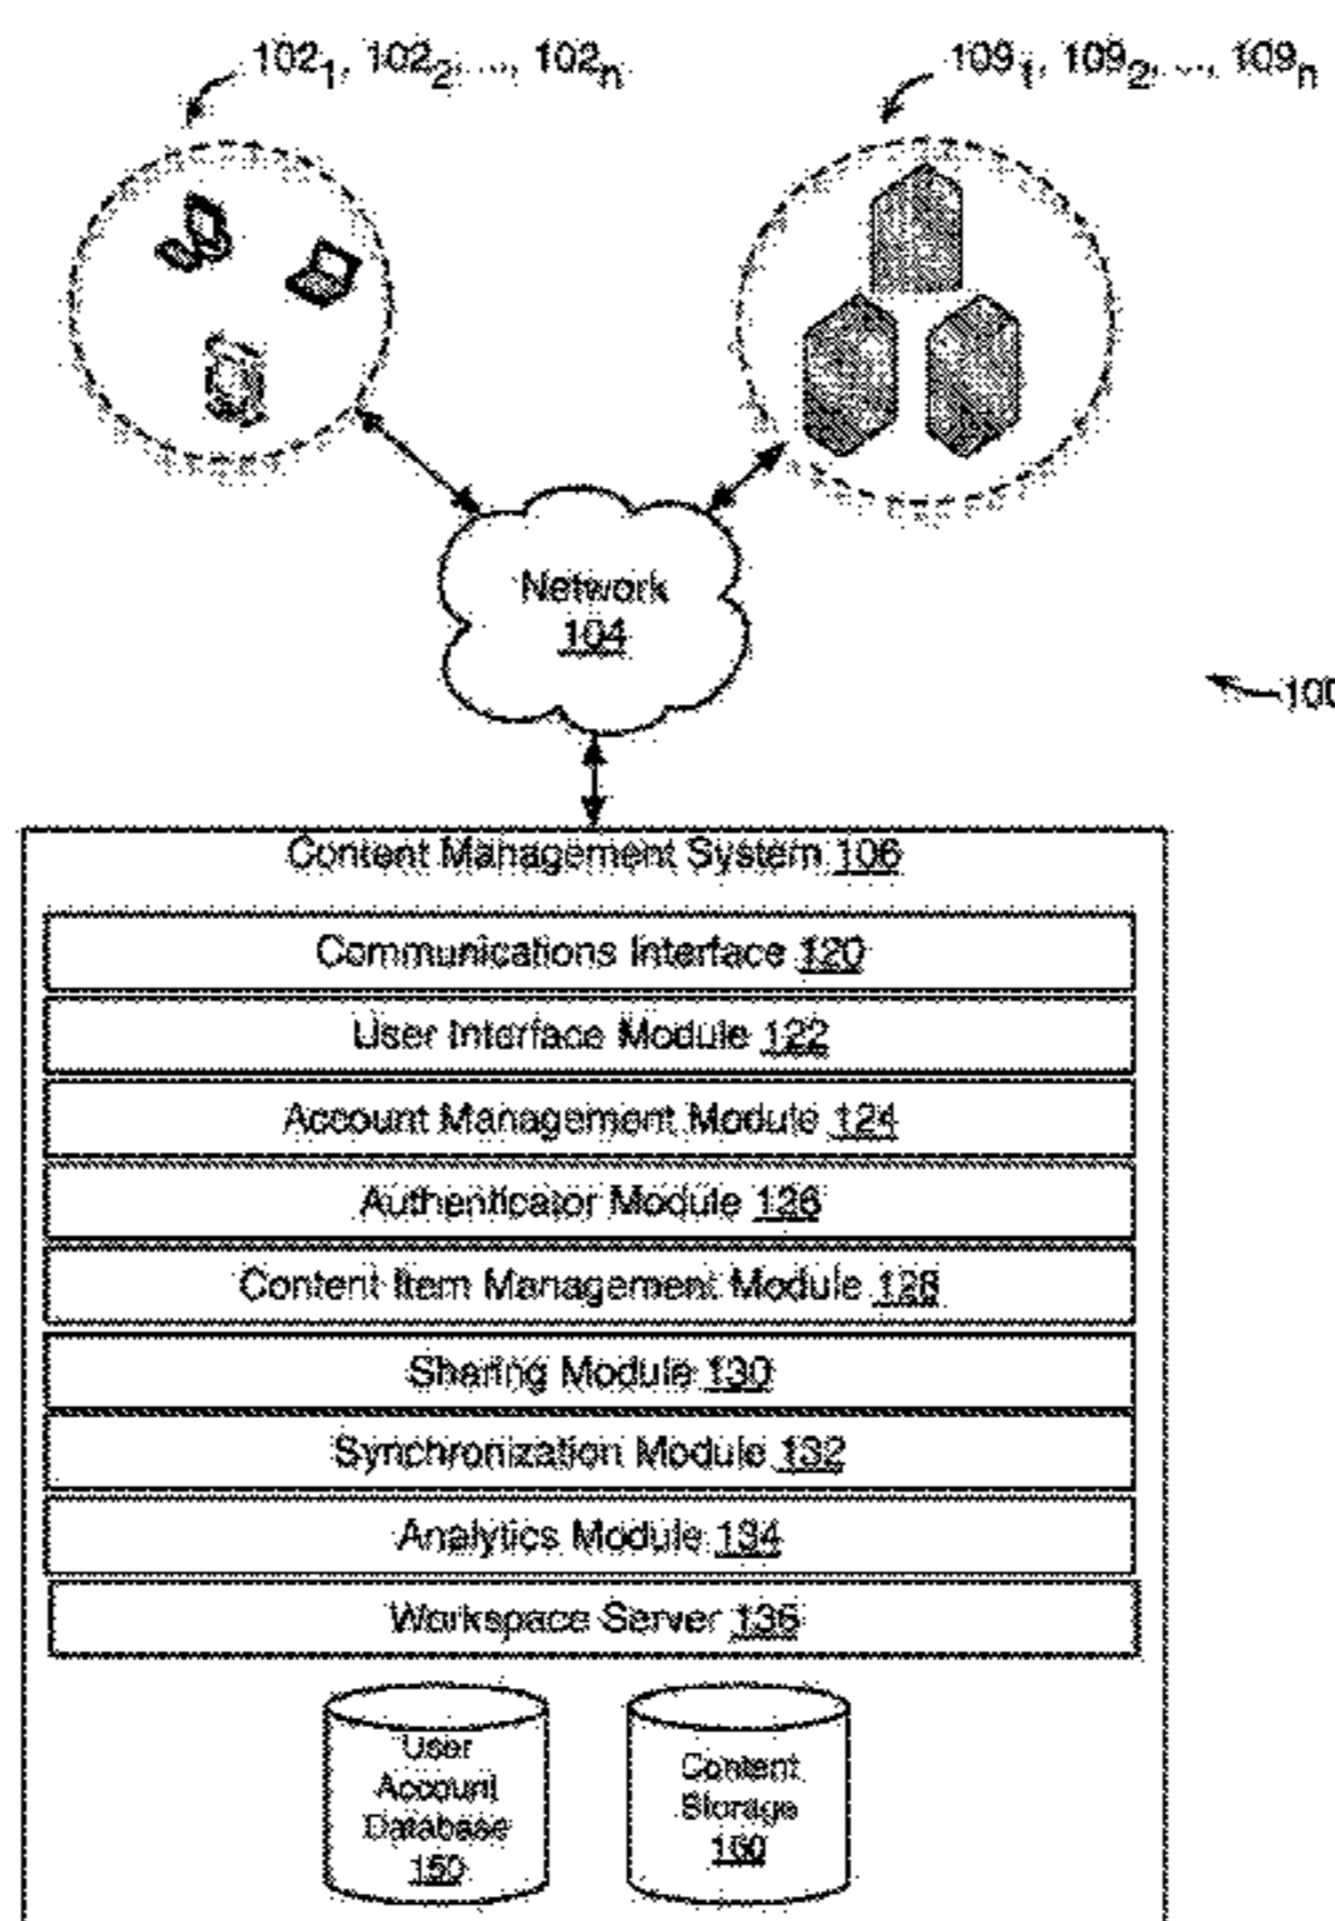 102₁, 102₂, ..., 102ₙ
109₁, 109₂, ..., 109ₙ
Network
104
100
Content Management System 106
Communications Interface 120
User Interface Module 122
Account Management Module 124
Authenticator Module 126
Content Item Management Module 128
Sharing Module 130
Synchronization Module 132
Analytics Module 134
Workspace Server 136
User
Account
Database
150
Content
Storage
160